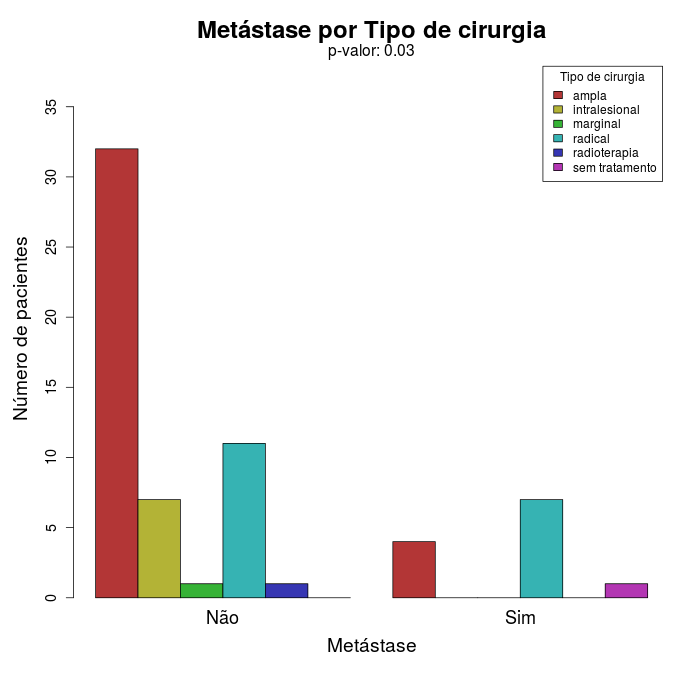 Metástase por Tipo de cirurgia
p-valor: 0.03
Tipo de cirurgia
ampla
intralesional
marginal
radical
radioterapia
sem tratamento
Número de pacientes
35
30
25
20
15
10
5
0
Não
Sim
Metástase